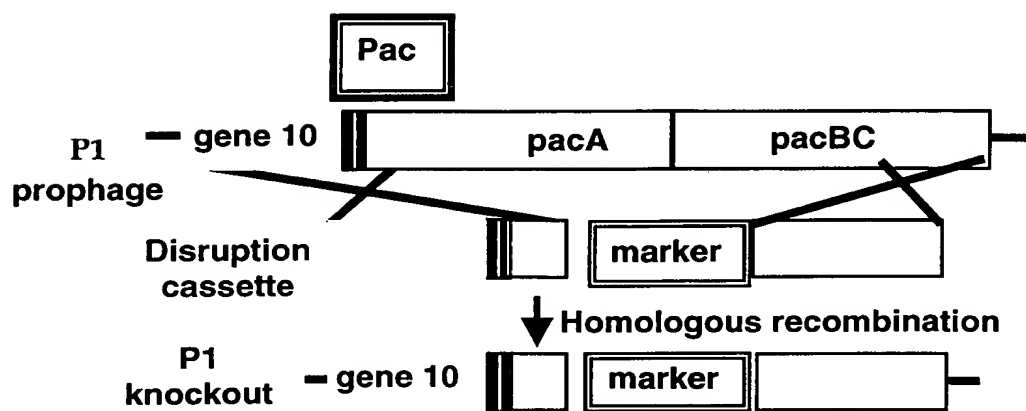 Pac
gene 10
pacA
pacBC
P1
prophage
Disruption
cassette
marker
Homologous recombination
P1
knockout
gene 10
marker